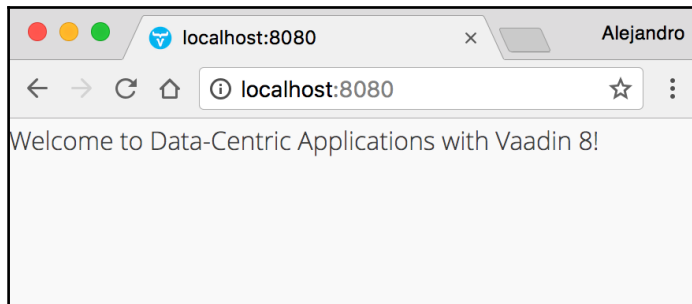 localhost:8080
Alejandro
localhost:8080
Welcome to Data-Centric Applications with Vaadin 8!